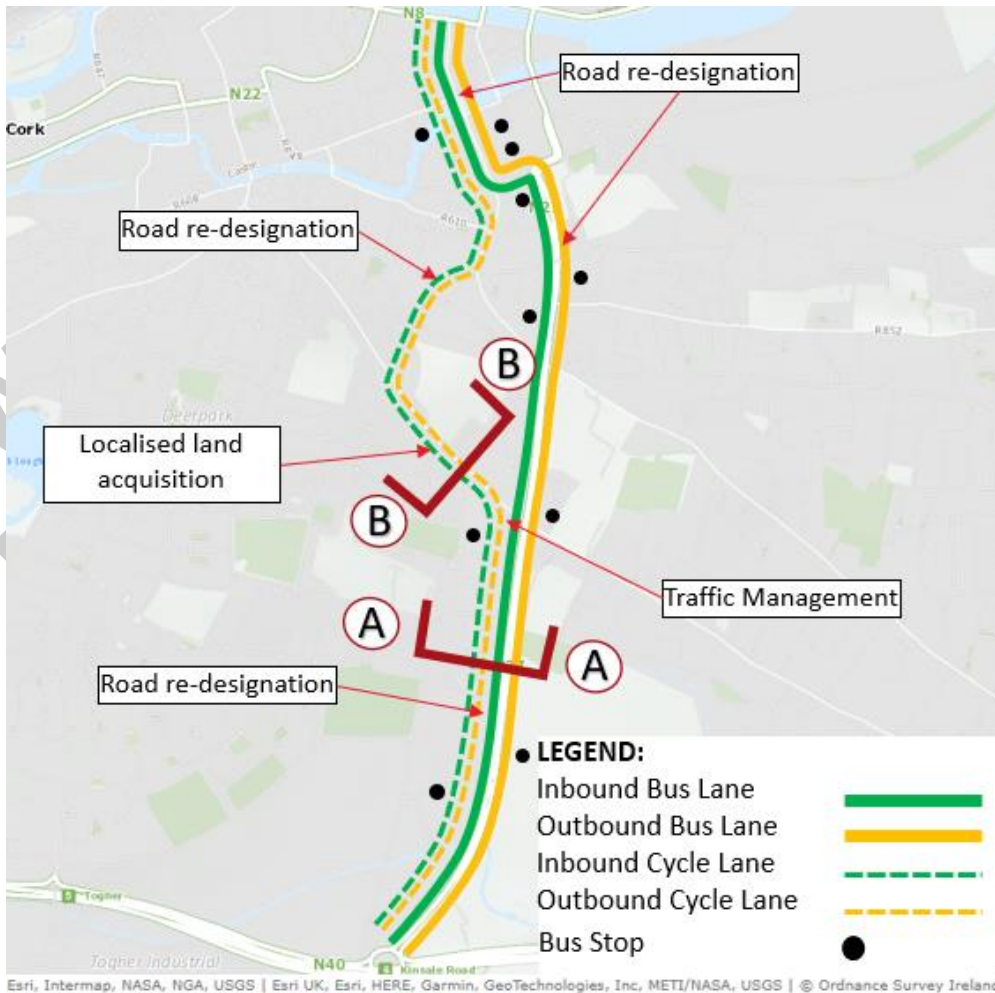 N8
Road re-designation
N22
Cork
R608
Road re-designation
R610
B
R852
Deerpark
Localised land
acquisition
B
Traffic Management
A
A
Road re-designation
LEGEND:
Inbound Bus Lane
Outbound Bus Lane
Inbound Cycle Lane
Outbound Cycle Lane
Bus Stop
5 Togher
Togher Industrial
N40
Kinsale Road
Esri, Intermap, NASA, NGA, USGS | Esri UK, Esri, HERE, Garmin, GeoTechnologies, Inc, METI/NASA, USGS | © Ordnance Survey Ireland